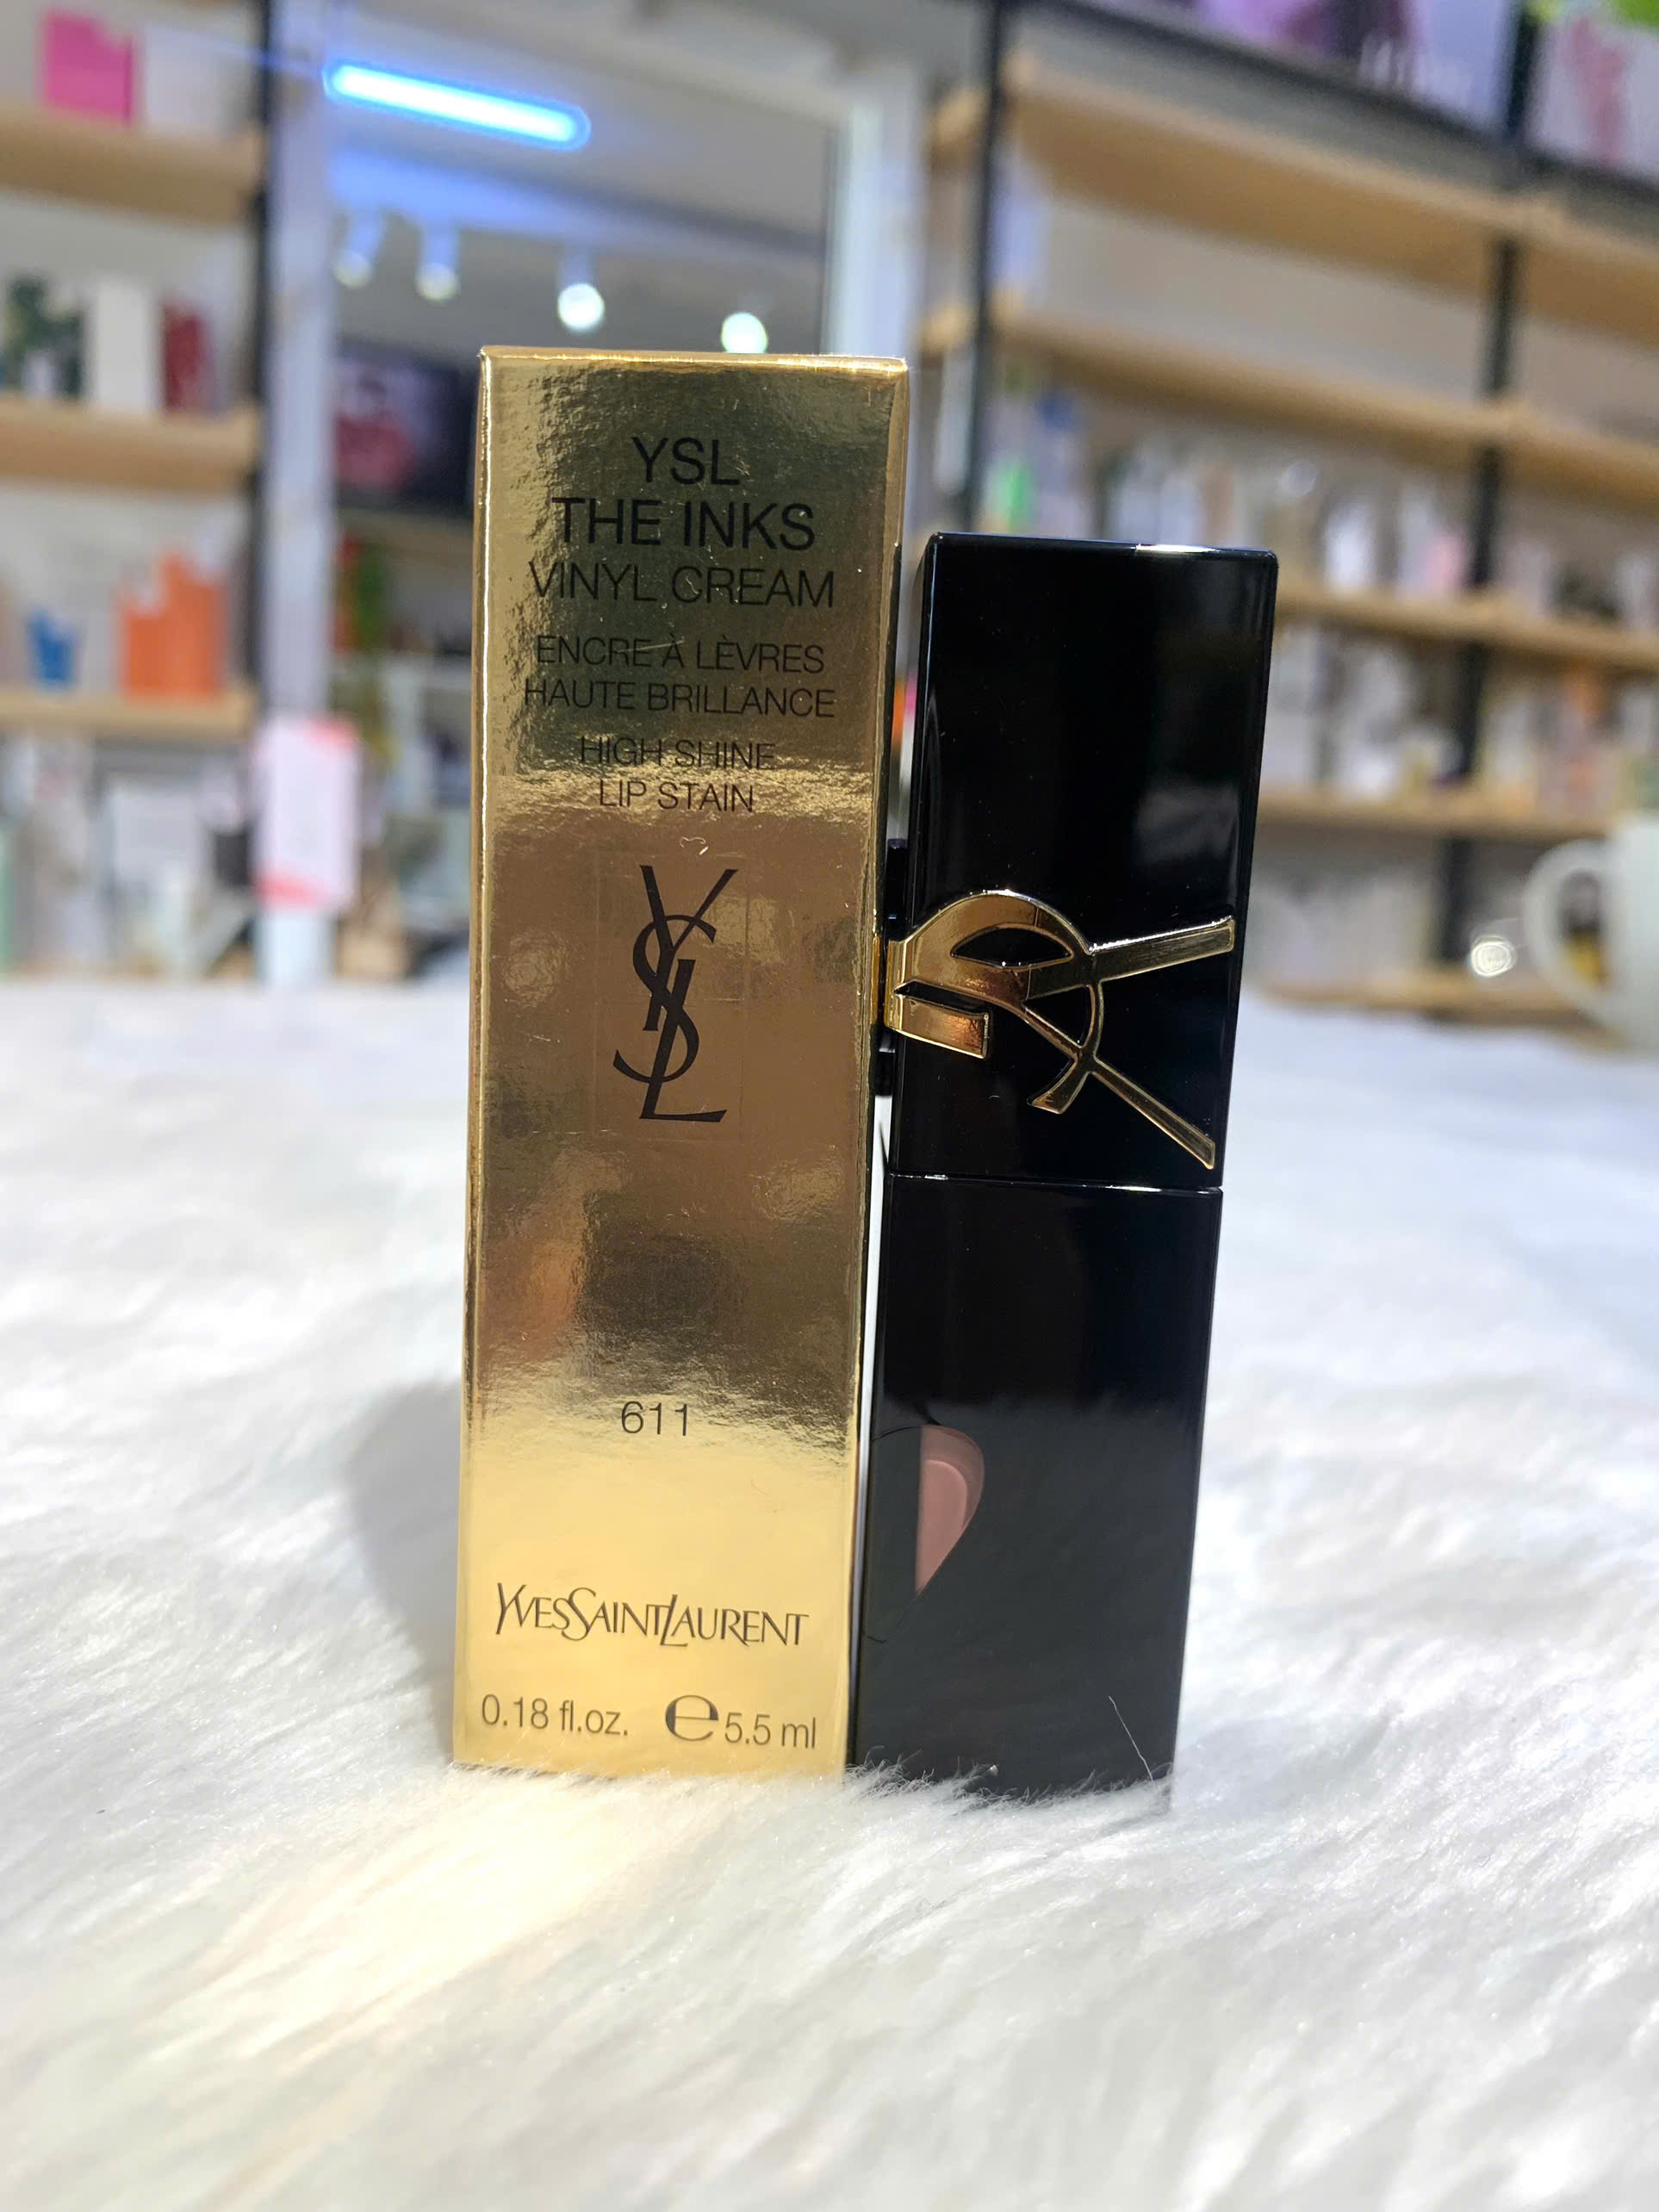 YSL
THE INKS
VINYL CREAM
ENCRE À LÈVRES
HAUTE BRILLANCE
HIGH SHINE
LIP STAIN
YSL
611
YVESSAINTLAURENT
0.18 fl.oz. ℮ 5.5 ml